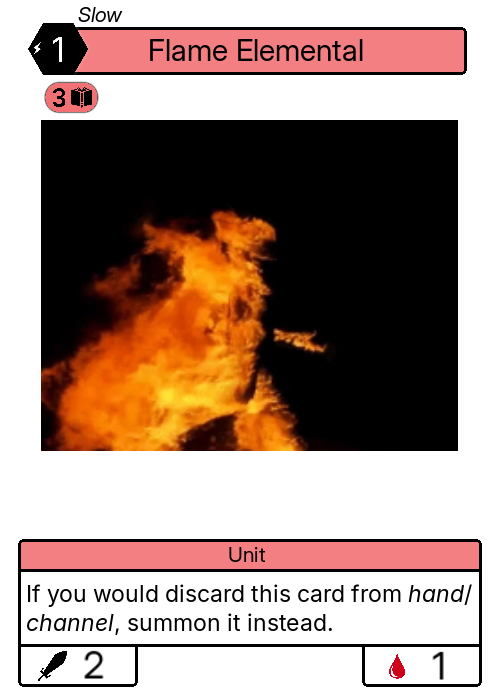 Slow
1 Flame Elemental
3
Unit
If you would discard this card from hand/
channel, summon it instead.
2 1